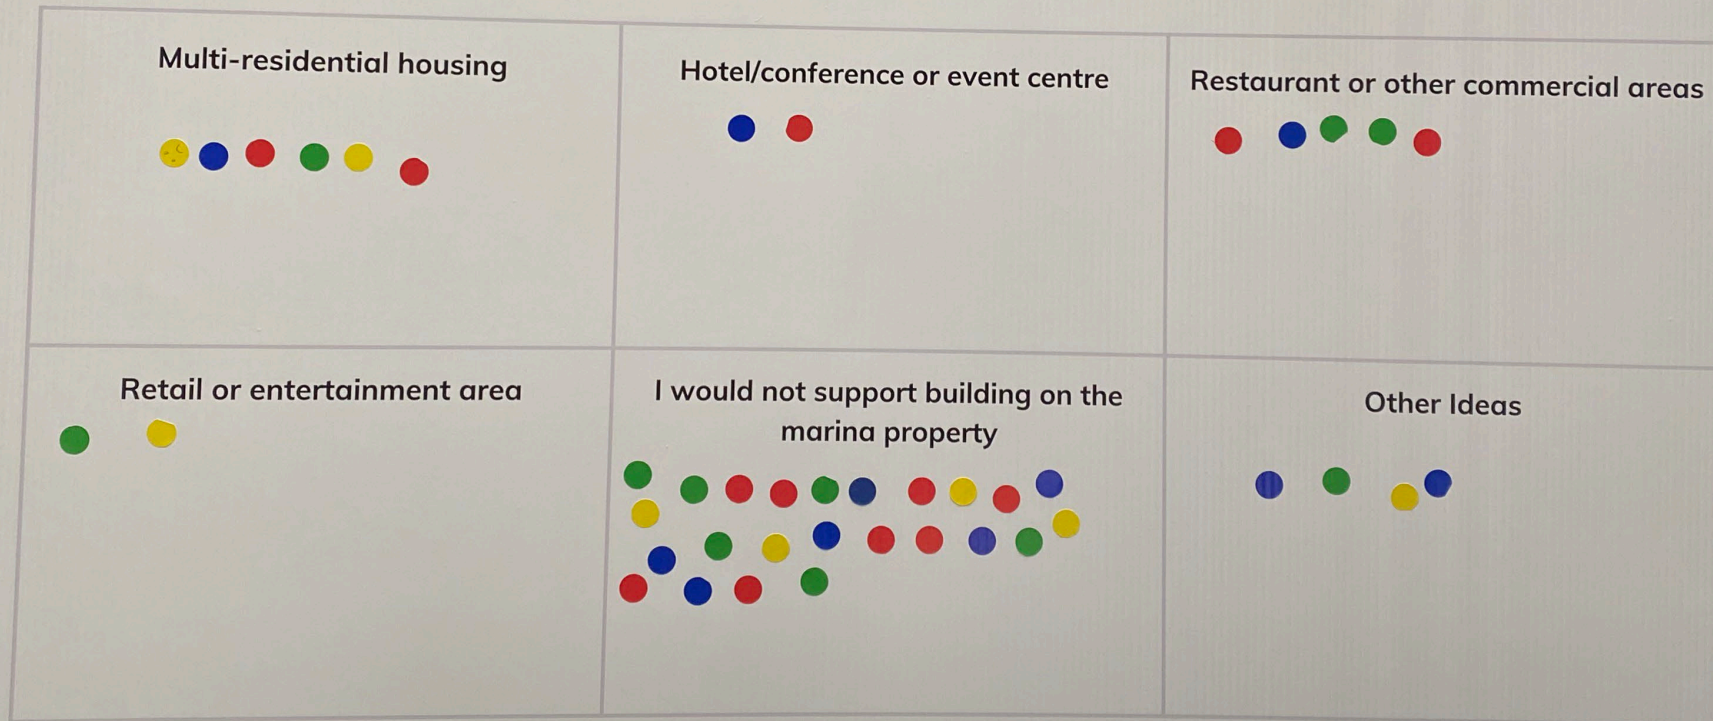 Multi-residential housing
Hotel/conference or event centre
Restaurant or other commercial areas
Retail or entertainment area
I would not support building on the
marina property
Other Ideas